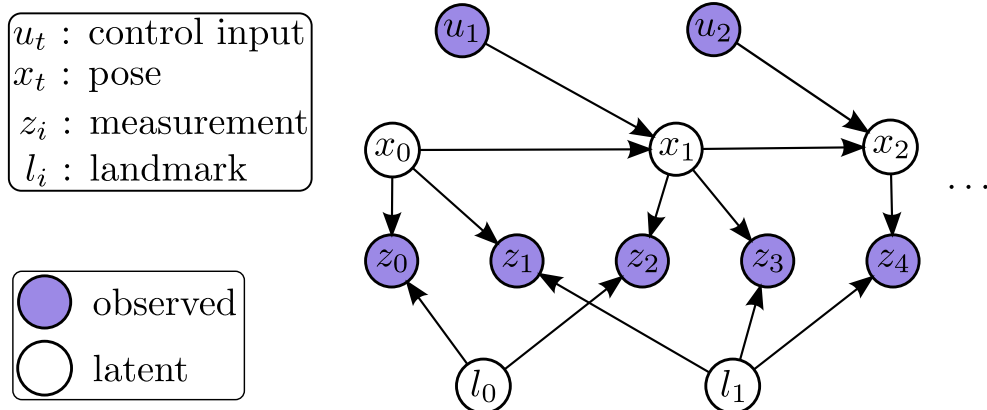 u_t : control input
x_t : pose
z_i : measurement
l_i : landmark
observed
latent
u_1
u_2
x_0
x_1
x_2
...
z_0
z_1
z_2
z_3
z_4
l_0
l_1